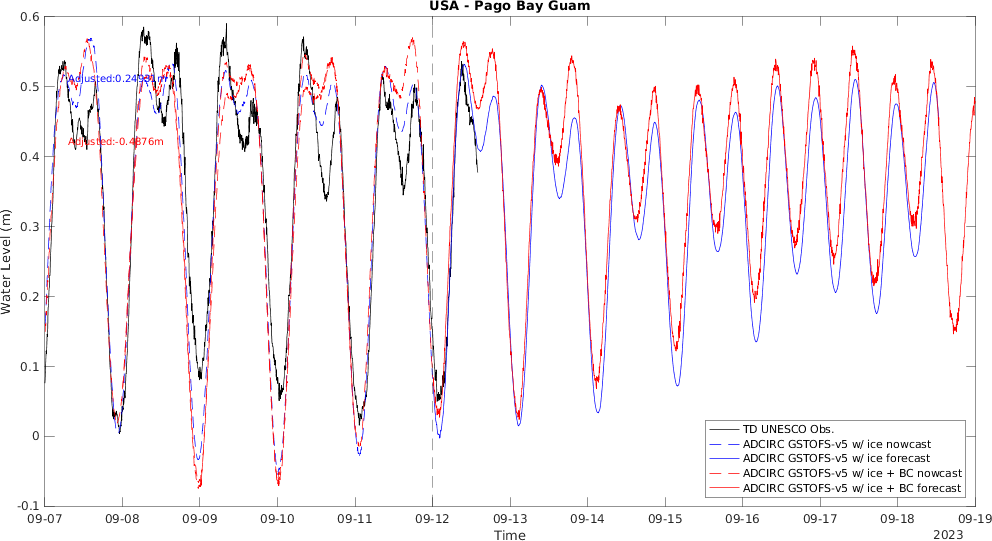 USA - Pago Bay Guam
0.6
0.5
0.4
0.3
0.2
0.1
0
-0.1
Water Level (m)
Adjusted:-0.4876m
09-07 09-08 09-09 09-10 09-11 09-12 09-13 09-14 09-15 09-16 09-17 09-18 09-19
Time
2023
TD UNESCO Obs.
ADCIRC GSTOFS-v5 w/ ice nowcast
ADCIRC GSTOFS-v5 w/ ice forecast
ADCIRC GSTOFS-v5 w/ ice + BC nowcast
ADCIRC GSTOFS-v5 w/ ice + BC forecast